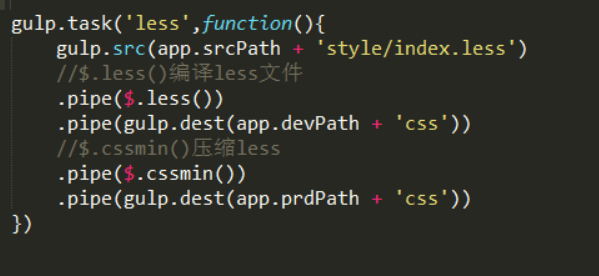 gulp.task('less',function(){
gulp.src(app.srcPath + 'style/index.less')
//$.less()编译less文件
.pipe($.less())
.pipe(gulp.dest(app.devPath + 'css'))
//$.cssmin()压缩less
.pipe($.cssmin())
.pipe(gulp.dest(app.prdPath + 'css'))
})